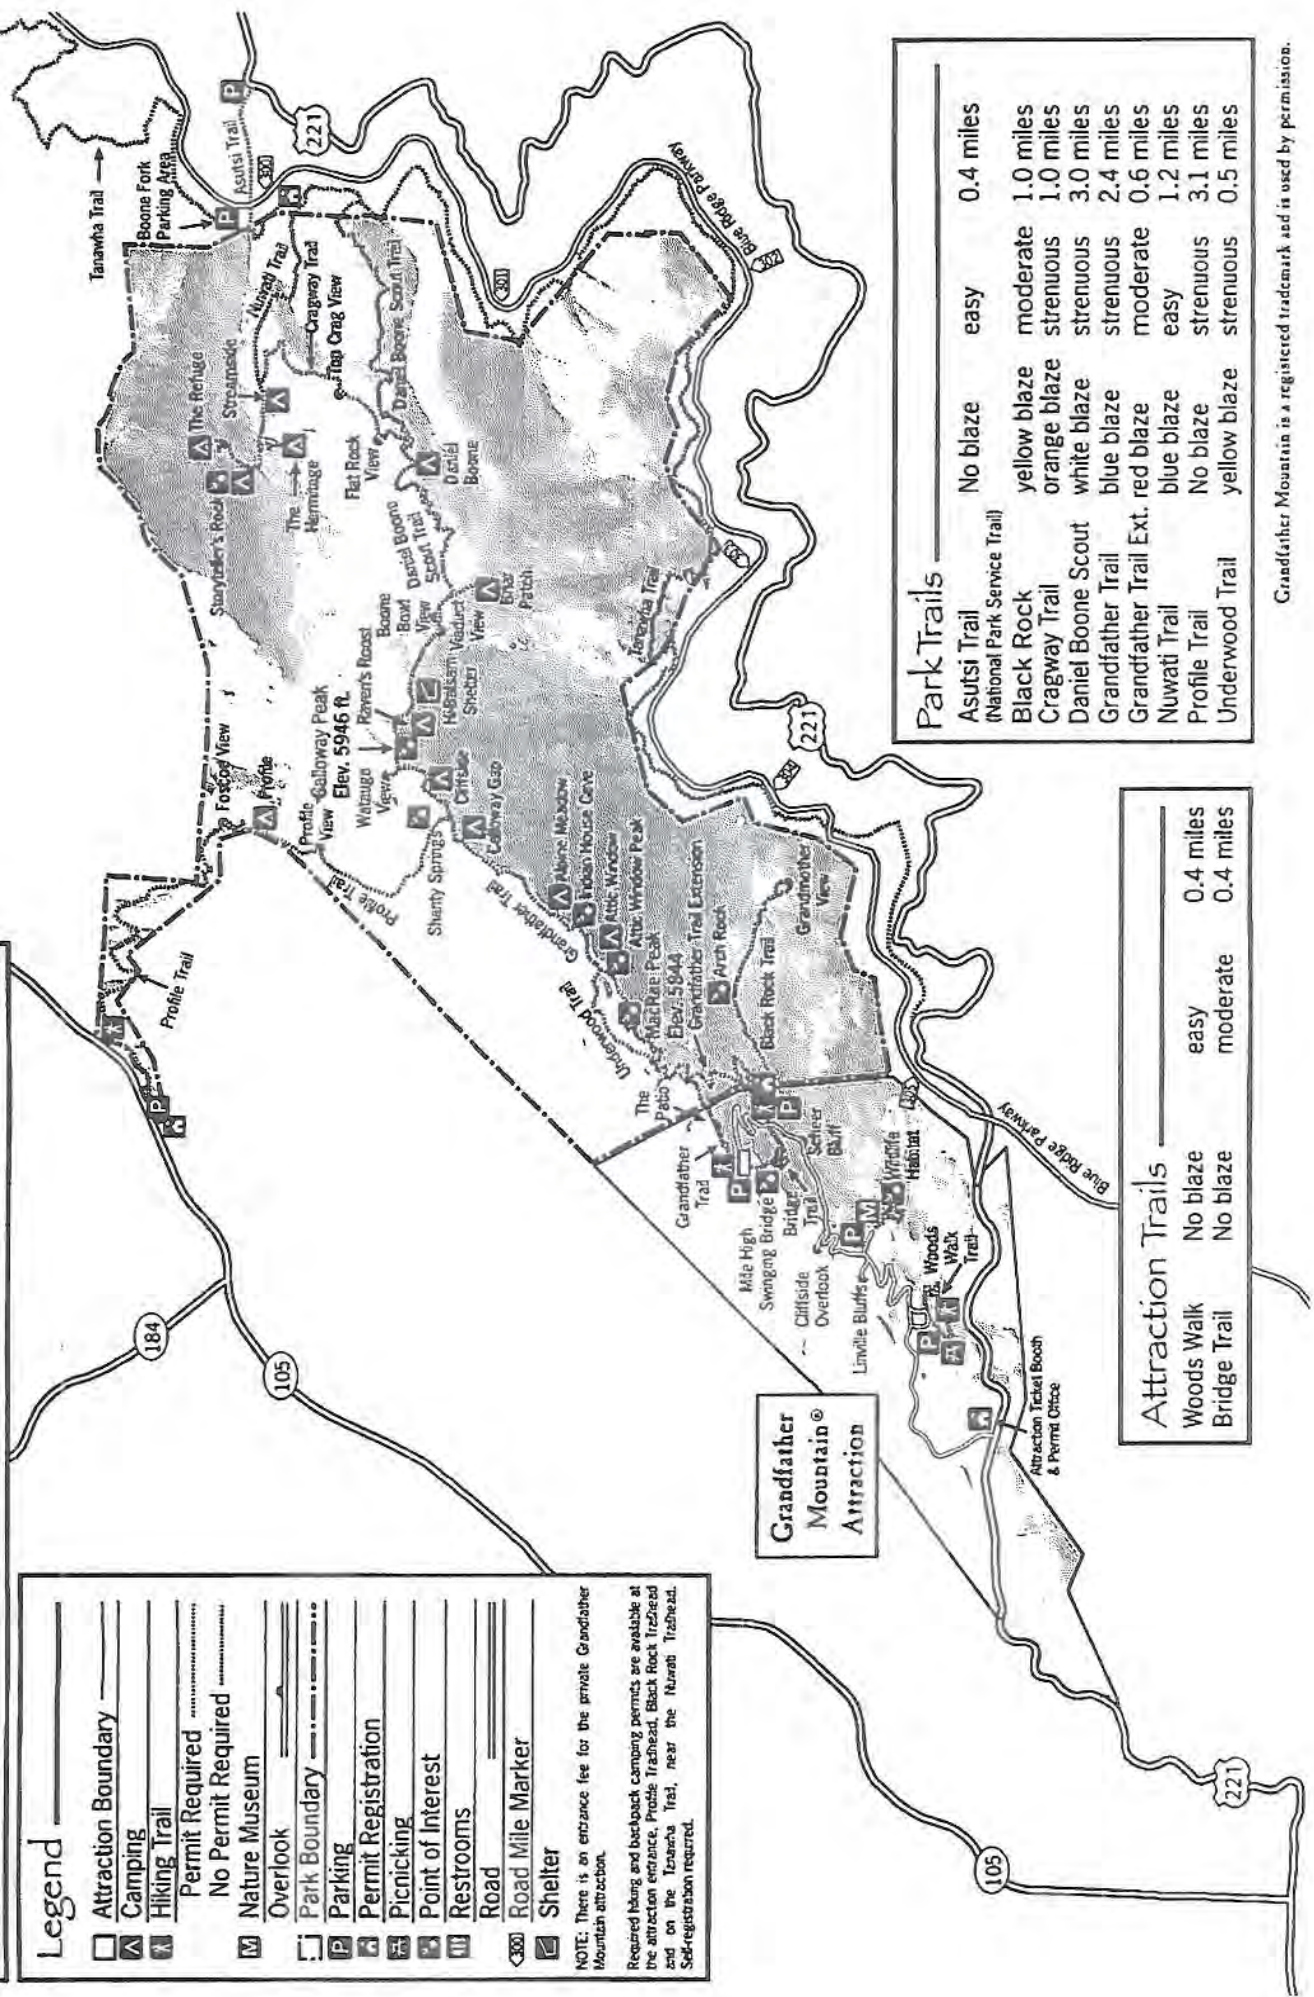 Legend
Attraction Boundary
Camping
Hiking Trail
Permit Required
No Permit Required
Nature Museum
Overlook
Park Boundary
Parking
Permit Registration
Picnicking
Point of Interest
Restrooms
Road
Road Mile Marker
300
Shelter
NOTE: There is an entrance fee for the private Grandfather
Mountain attraction.
Required hiking and backpack camping permits are available at
the attraction entrance, Profile Trailhead, Black Rock Trailhead
and on the Tanawha Trail, near the Nuwati Trailhead.
Self-registration required.
184
105
105
221
Tanawha Trail
Boone Fork
Parking Area
Asutsi Trail
300
221
Nuwati Trail
Cragway Trail
Top Crag View
Daniel Boone Scout Trail
301
Blue Ridge Parkway
302
The Refuge
Streamside
Storyteller's Rock
The
Hermitage
Flat Rock
View
Daniel
Boone
Daniel Boone
Scout Trail
Boone
Bowl
View
Viaduct
View
Briar
Patch
Tanawha Trail
303
Foscoe View
Profile
Profile
View
Calloway Peak
Elev. 5946 ft.
Raven's Roost
Watauga
View
Hi-Balsam
Shelter
Cliffside
Calloway Gap
Shanty Springs
Profile Trail
Profile Trail
Grandfather Trail
Alpine Meadow
Indian House Cave
Attic Window
Attic Window Peak
MacRae Peak
Elev. 5844
Grandfather Trail Extension
Arch Rock
Black Rock Trail
Grandmother
View
Underwood Trail
The
Patio
221
304
305
Grandfather
Trail
Mile High
Swinging Bridge
Bridge
Trail
Scheer
Bluff
Cliffside
Overlook
Linville Bluffs
Wildlife
Habitat
Woods
Walk
Trail
Blue Ridge Parkway
Attraction Ticket Booth
& Permit Office
Grandfather
Mountain®
Attraction
Attraction Trails
Woods Walk No blaze easy 0.4 miles
Bridge Trail No blaze moderate 0.4 miles
Park Trails
Asutsi Trail No blaze easy 0.4 miles
(National Park Service Trail)
Black Rock yellow blaze moderate 1.0 miles
Cragway Trail orange blaze strenuous 1.0 miles
Daniel Boone Scout white blaze strenuous 3.0 miles
Grandfather Trail blue blaze strenuous 2.4 miles
Grandfather Trail Ext. red blaze moderate 0.6 miles
Nuwati Trail blue blaze easy 1.2 miles
Profile Trail No blaze strenuous 3.1 miles
Underwood Trail yellow blaze strenuous 0.5 miles
Grandfather Mountain is a registered trademark and is used by permission.